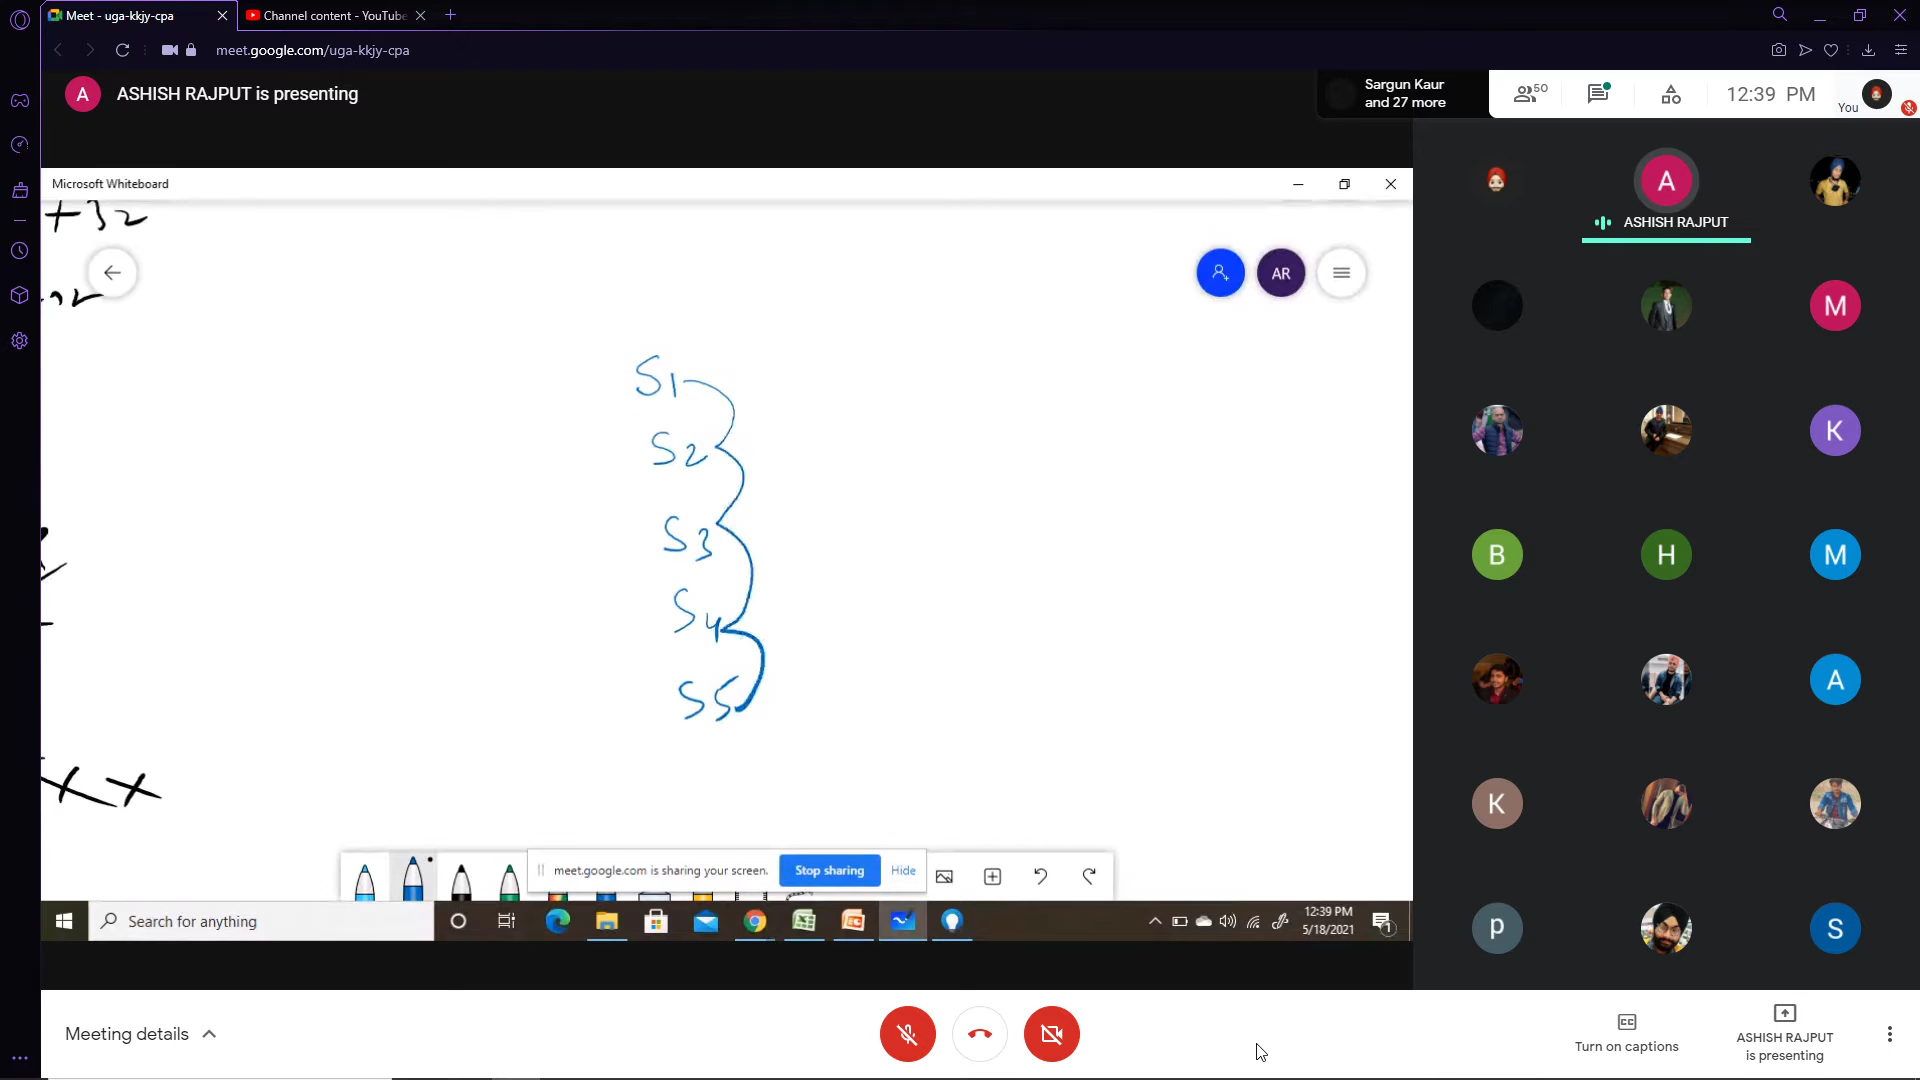 Meet - uga-kkjy-cpa
Channel content - YouTube
meet.google.com/uga-kkjy-cpa
A
ASHISH RAJPUT is presenting
Sargun Kaur
and 27 more
50
12:39 PM
You
Microsoft Whiteboard
+32
AR
S1
S2
S3
S4
S5
xx
meet.google.com is sharing your screen.
Stop sharing
Hide
Search for anything
12:39 PM
5/18/2021
1
A
ASHISH RAJPUT
M
K
B
H
M
A
K
p
S
Meeting details
Turn on captions
ASHISH RAJPUT
is presenting